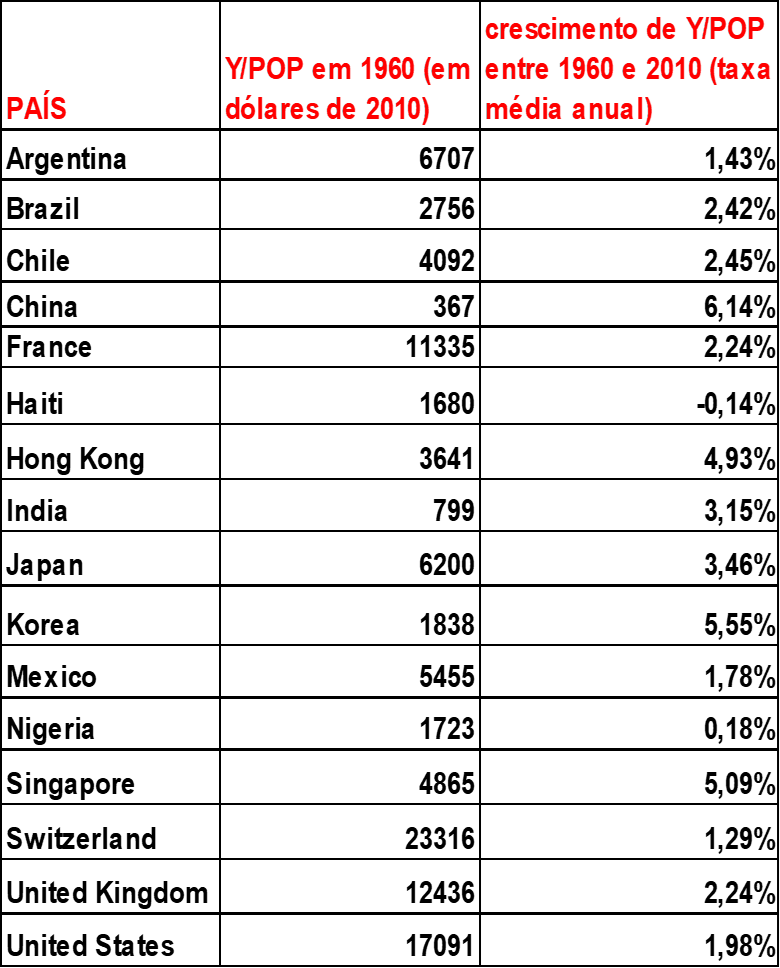 PAÍS Y/POP em 1960 (em dólares de 2010) crescimento de Y/POP entre 1960 e 2010 (taxa média anual)
Argentina 6707 1,43%
Brazil 2756 2,42%
Chile 4092 2,45%
China 367 6,14%
France 11335 2,24%
Haiti 1680 -0,14%
Hong Kong 3641 4,93%
India 799 3,15%
Japan 6200 3,46%
Korea 1838 5,55%
Mexico 5455 1,78%
Nigeria 1723 0,18%
Singapore 4865 5,09%
Switzerland 23316 1,29%
United Kingdom 12436 2,24%
United States 17091 1,98%